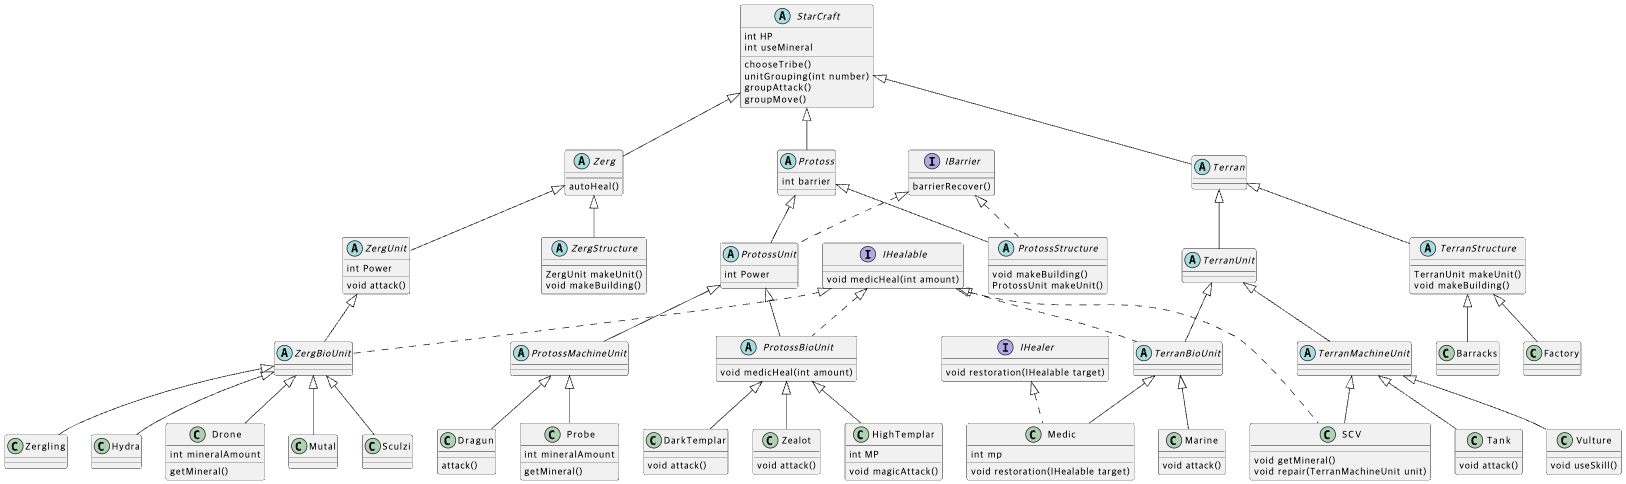 A StarCraft
int HP
int useMineral
chooseTribe()
unitGrouping(int number)
groupAttack()
groupMove()
A Zerg
autoHeal()
A Protoss
int barrier
I IBarrier
barrierRecover()
A Terran
A ZergUnit
int Power
void attack()
A ZergStructure
ZergUnit makeUnit()
void makeBuilding()
A ProtossUnit
int Power
I IHealable
void medicHeal(int amount)
A ProtossStructure
void makeBuilding()
ProtossUnit makeUnit()
A TerranUnit
A TerranStructure
TerranUnit makeUnit()
void makeBuilding()
A ZergBioUnit
A ProtossMachineUnit
A ProtossBioUnit
void medicHeal(int amount)
I IHealer
void restoration(IHealable target)
A TerranBioUnit
A TerranMachineUnit
C Barracks
C Factory
C Zergling
C Hydra
C Drone
int mineralAmount
getMineral()
C Mutal
C Sculzi
C Dragun
attack()
C Probe
int mineralAmount
getMineral()
C DarkTemplar
void attack()
C Zealot
void attack()
C HighTemplar
int MP
void magicAttack()
C Medic
int mp
void restoration(IHealable target)
C Marine
void attack()
C SCV
void getMineral()
void repair(TerranMachineUnit unit)
C Tank
void attack()
C Vulture
void useSkill()